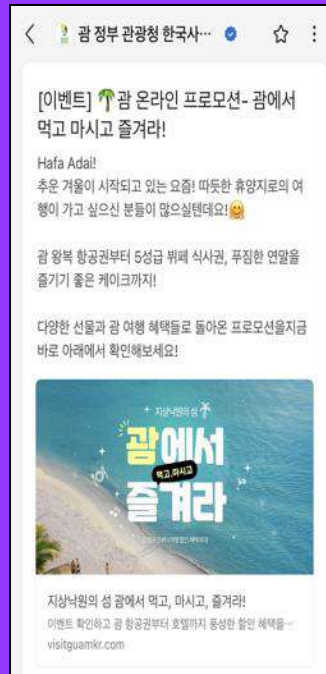 괌 정부 관광청 한국사…
[이벤트] 🌴괌 온라인 프로모션- 괌에서
먹고 마시고 즐겨라!
Hafa Adai!
추운 겨울이 시작되고 있는 요즘! 따듯한 휴양지로의 여
행이 가고 싶으신 분들이 많으실텐데요!🤗
괌 왕복 항공권부터 5성급 뷔페 식사권, 푸짐한 연말을
즐기기 좋은 케이크까지!
다양한 선물과 괌 여행 혜택들로 돌아온 프로모션을지금
바로 아래에서 확인해보세요!
지상낙원의 섬
괌에서
먹고, 마시고
즐겨라
지상낙원의 섬 괌에서 먹고, 마시고, 즐겨라!
이벤트 확인하고 괌 항공권부터 호텔까지 풍성한 할인 혜택을…
visitguamkr.com